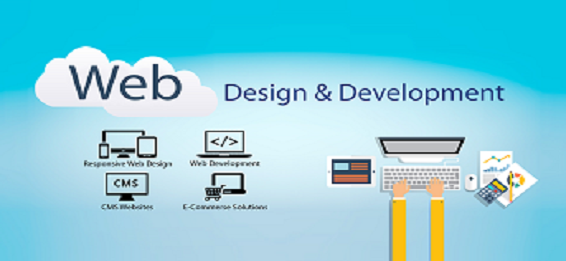 Web Design & Development
Responsive Web Design
</>
Web Development
CMS
CMS Websites
E-Commerce Solutions